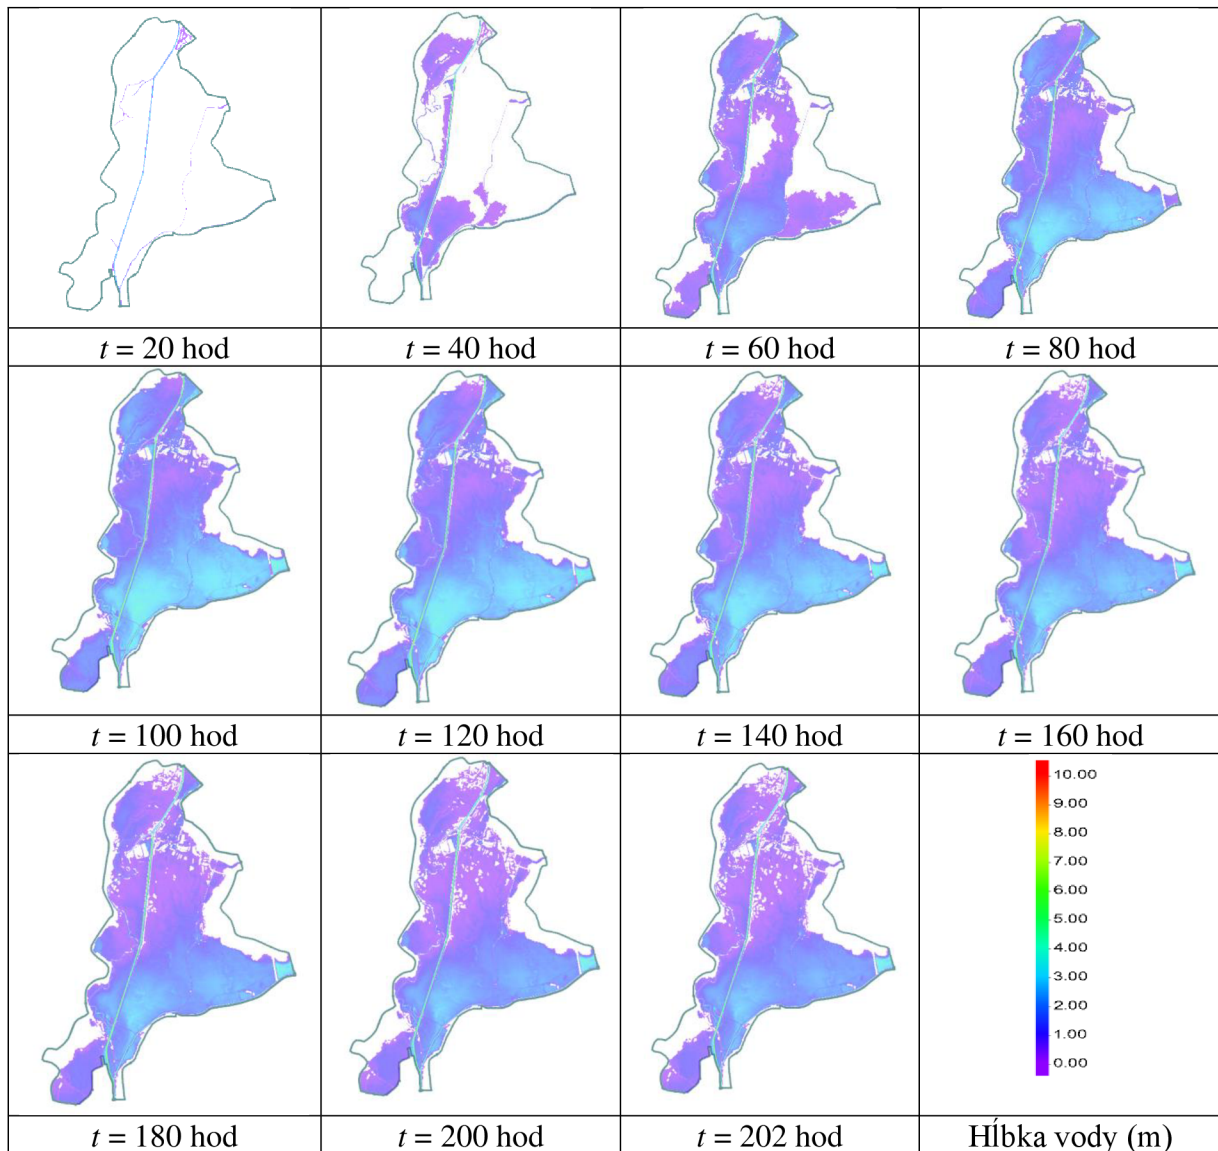 t = 20 hod
t = 40 hod
t = 60 hod
t = 80 hod
t = 100 hod
t = 120 hod
t = 140 hod
t = 160 hod
10.00
9.00
8.00
7.00
6.00
5.00
4.00
3.00
2.00
1.00
0.00
t = 180 hod
t = 200 hod
t = 202 hod
Hĺbka vody (m)